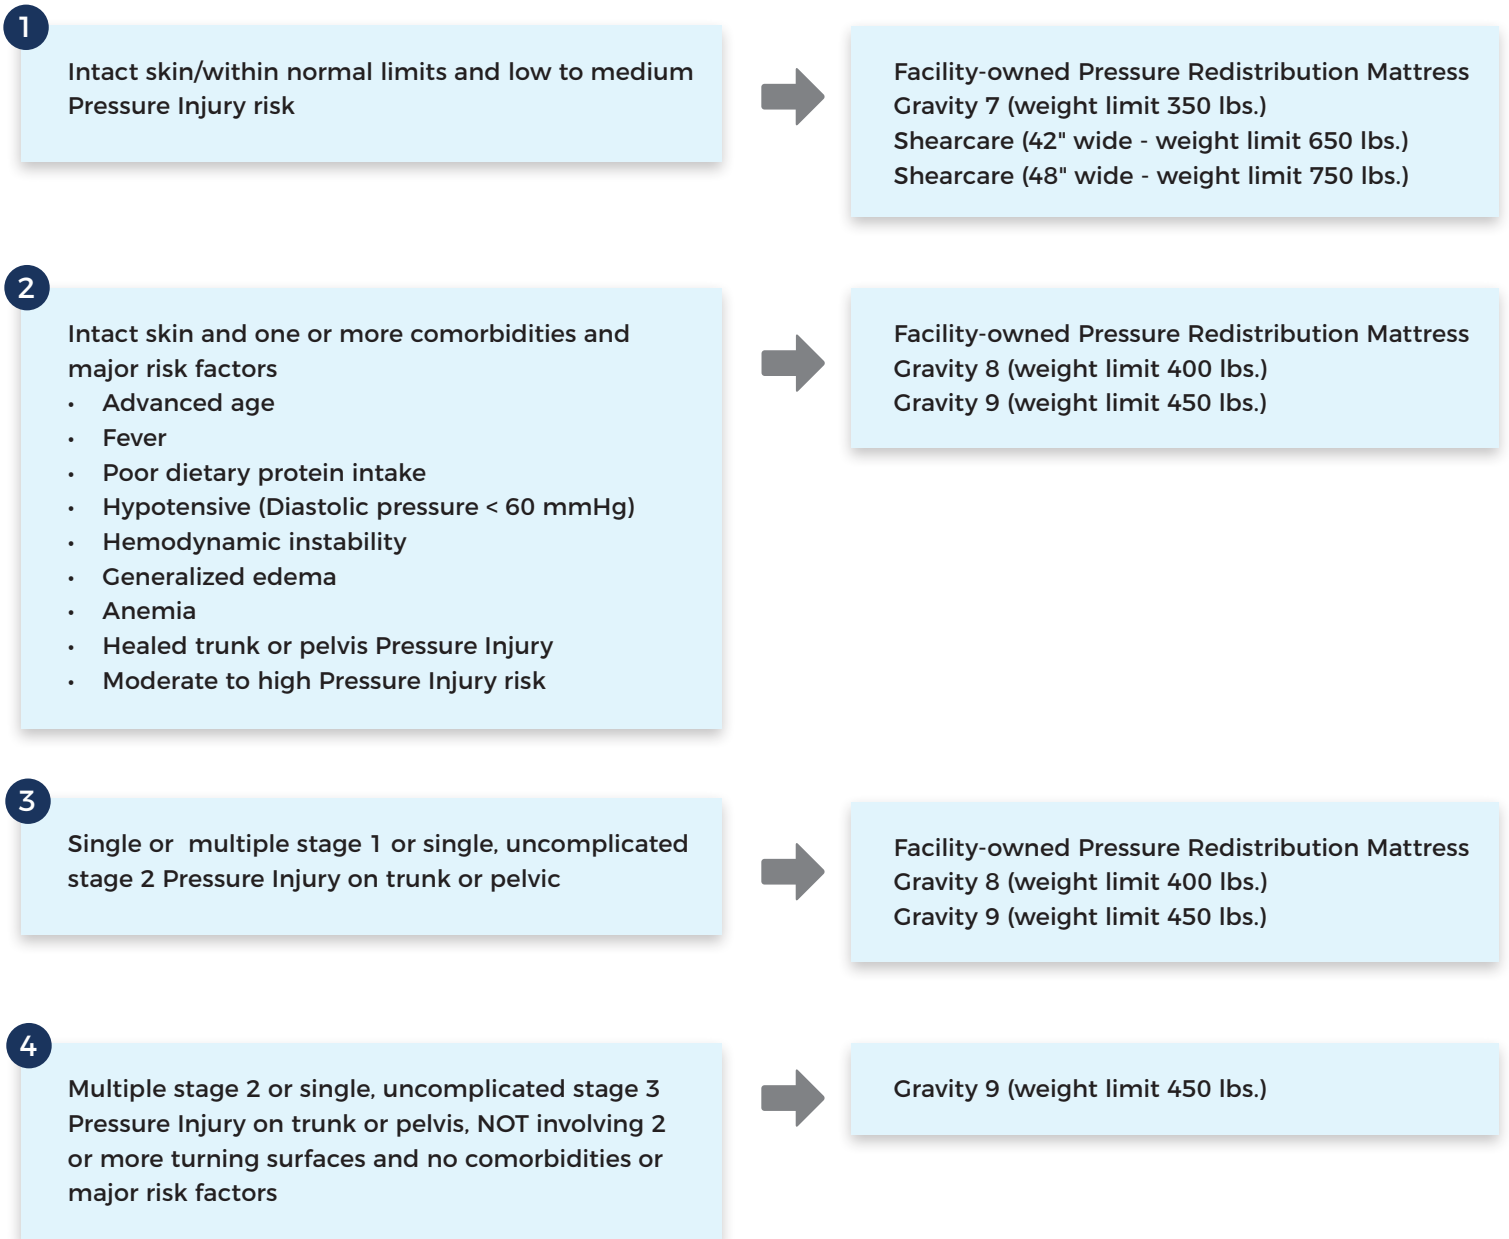 1
Intact skin/within normal limits and low to medium
Pressure Injury risk
Facility-owned Pressure Redistribution Mattress
Gravity 7 (weight limit 350 lbs.)
Shearcare (42" wide - weight limit 650 lbs.)
Shearcare (48" wide - weight limit 750 lbs.)
2
Intact skin and one or more comorbidities and
major risk factors
• Advanced age
• Fever
• Poor dietary protein intake
• Hypotensive (Diastolic pressure < 60 mmHg)
• Hemodynamic instability
• Generalized edema
• Anemia
• Healed trunk or pelvis Pressure Injury
• Moderate to high Pressure Injury risk
Facility-owned Pressure Redistribution Mattress
Gravity 8 (weight limit 400 lbs.)
Gravity 9 (weight limit 450 lbs.)
3
Single or  multiple stage 1 or single, uncomplicated
stage 2 Pressure Injury on trunk or pelvic
Facility-owned Pressure Redistribution Mattress
Gravity 8 (weight limit 400 lbs.)
Gravity 9 (weight limit 450 lbs.)
4
Multiple stage 2 or single, uncomplicated stage 3
Pressure Injury on trunk or pelvis, NOT involving 2
or more turning surfaces and no comorbidities or
major risk factors
Gravity 9 (weight limit 450 lbs.)